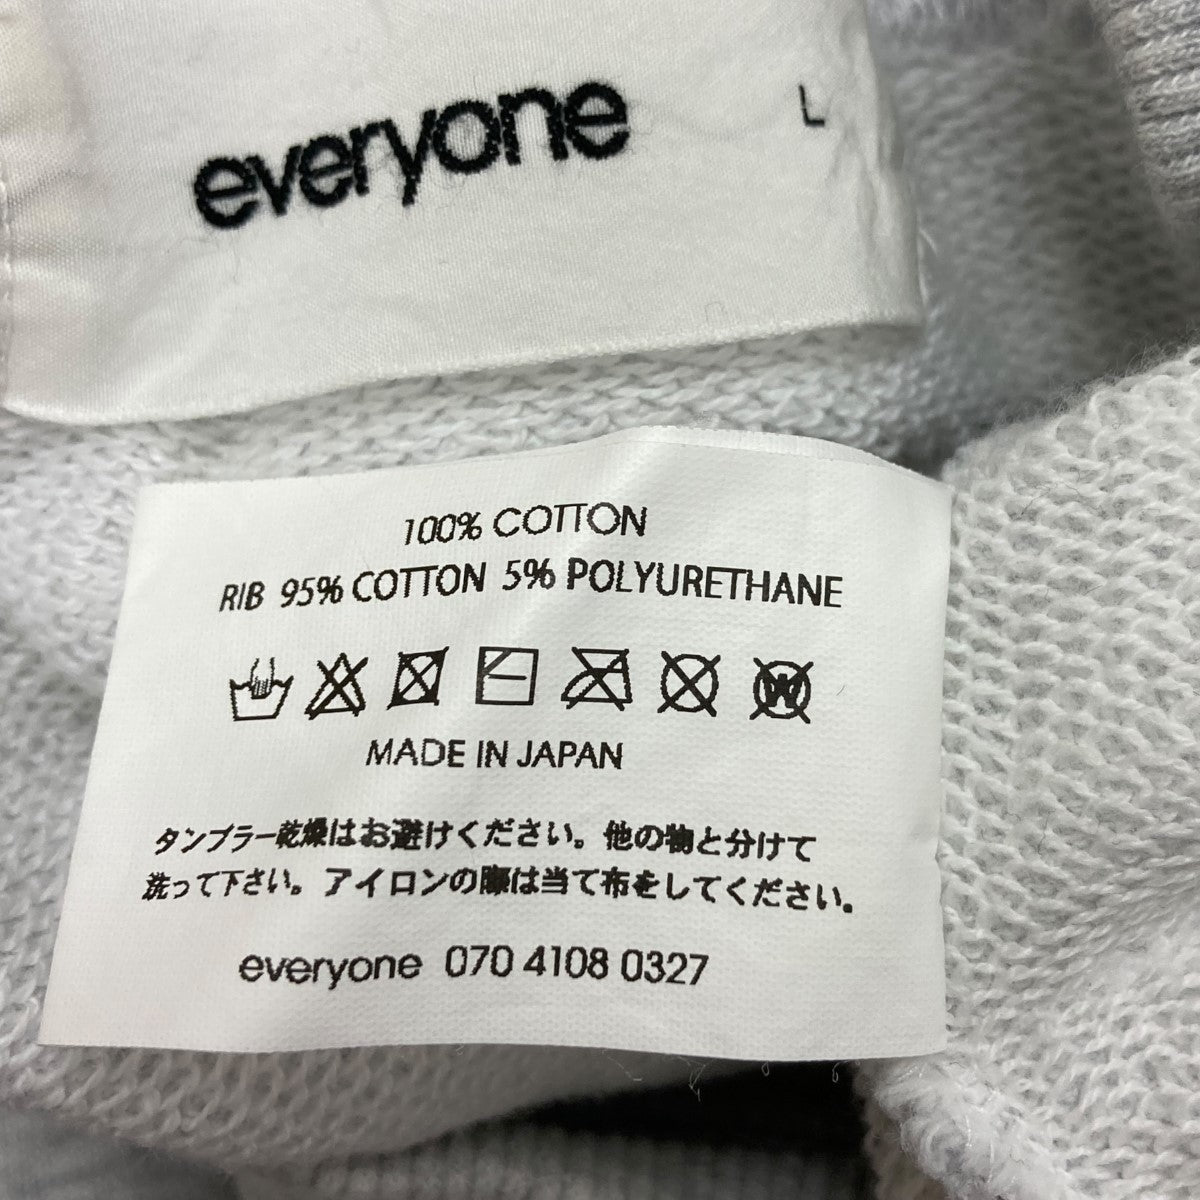 everyone
L
100% COTTON
RIB 95% COTTON 5% POLYURETHANE
W
MADE IN JAPAN
タンブラー乾燥はお避けください。他の物と分けて
洗って下さい。アイロンの際は当て布をしてください。
everyone 070 4108 0327